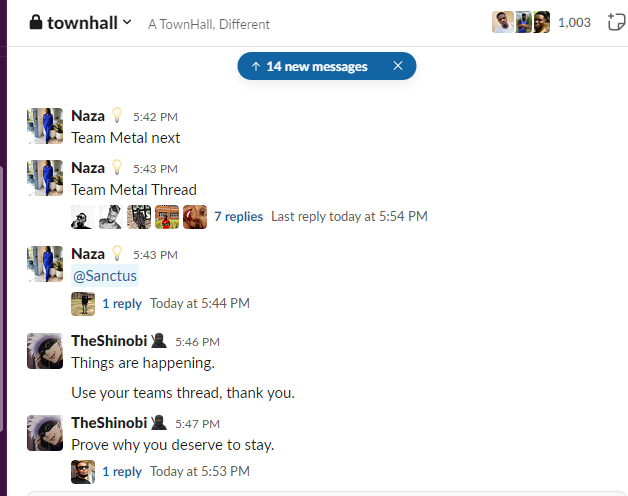 townhall A TownHall, Different 1,003
↑ 14 new messages ×
Naza 5:42 PM
Team Metal next
Naza 5:43 PM
Team Metal Thread
7 replies Last reply today at 5:54 PM
Naza 5:43 PM
@Sanctus
1 reply Today at 5:44 PM
TheShinobi 5:46 PM
Things are happening.
Use your teams thread, thank you.
TheShinobi 5:47 PM
Prove why you deserve to stay.
1 reply Today at 5:53 PM